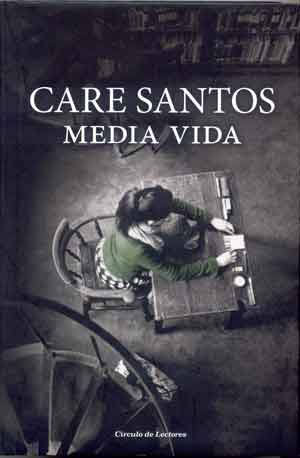 CARE SANTOS
MEDIA VIDA
Círculo de Lectores